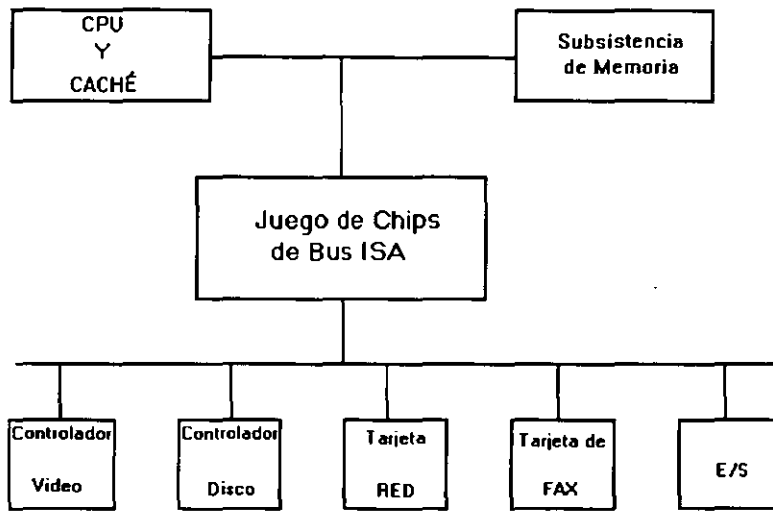 CPU
Y
CACHÉ
Subsistencia
de Memoria
Juego de Chips
de Bus ISA
Controlador
Video
Controlador
Disco
Tarjeta
RED
Tarjeta de
FAX
E/S